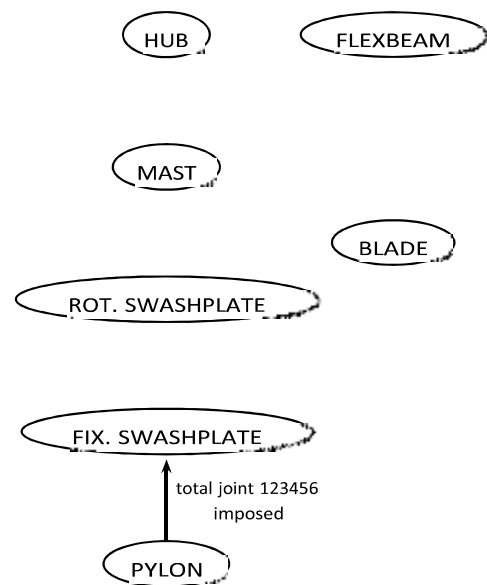 HUB
FLEXBEAM
MAST
BLADE
ROT. SWASHPLATE
FIX. SWASHPLATE
total joint 123456
imposed
PYLON